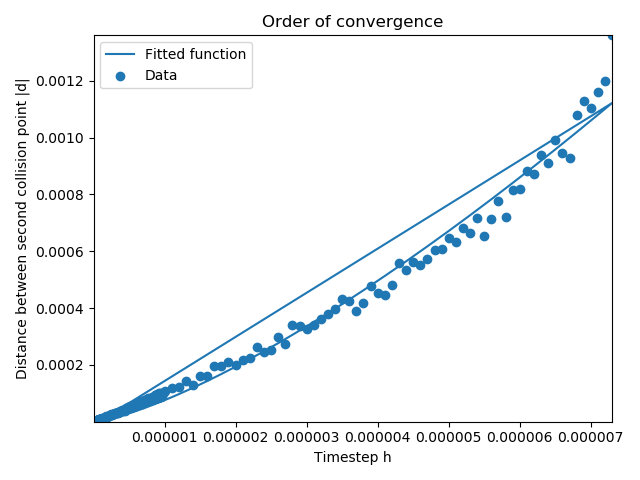 Order of convergence
Fitted function
Data
0.0012
0.0010
0.0008
0.0006
0.0004
0.0002
Distance between second collision point |d|
0.000001 0.000002 0.000003 0.000004 0.000005 0.000006 0.000007
Timestep h